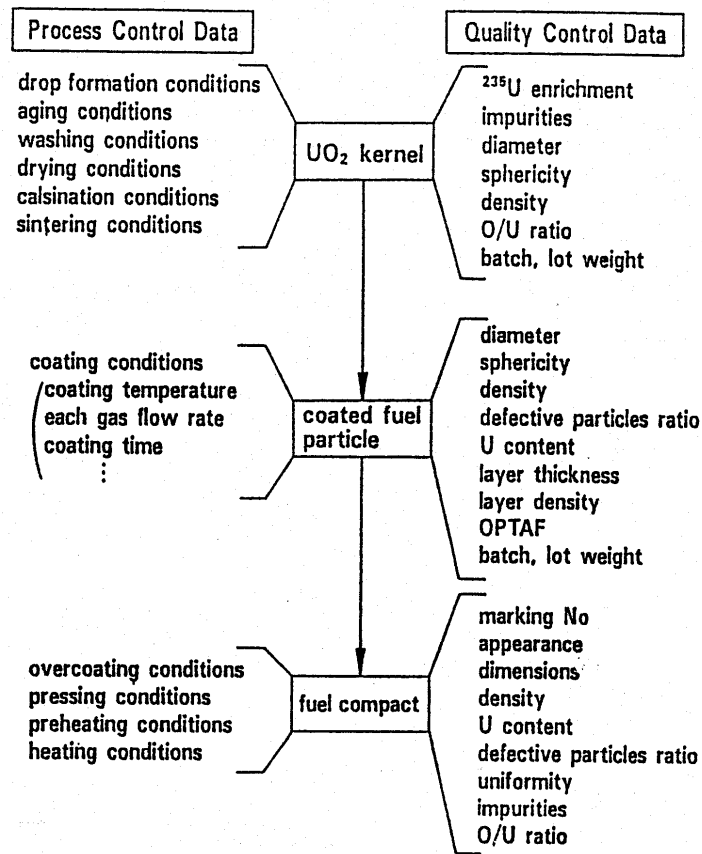 Process Control Data
Quality Control Data
drop formation conditions
aging conditions
washing conditions
drying conditions
calsination conditions
sintering conditions
UO₂ kernel
²³⁵U enrichment
impurities
diameter
sphericity
density
O/U ratio
batch, lot weight
coating conditions
coating temperature
each gas flow rate
coating time
⋮
coated fuel
particle
diameter
sphericity
density
defective particles ratio
U content
layer thickness
layer density
OPTAF
batch, lot weight
overcoating conditions
pressing conditions
preheating conditions
heating conditions
fuel compact
marking No
appearance
dimensions
density
U content
defective particles ratio
uniformity
impurities
O/U ratio